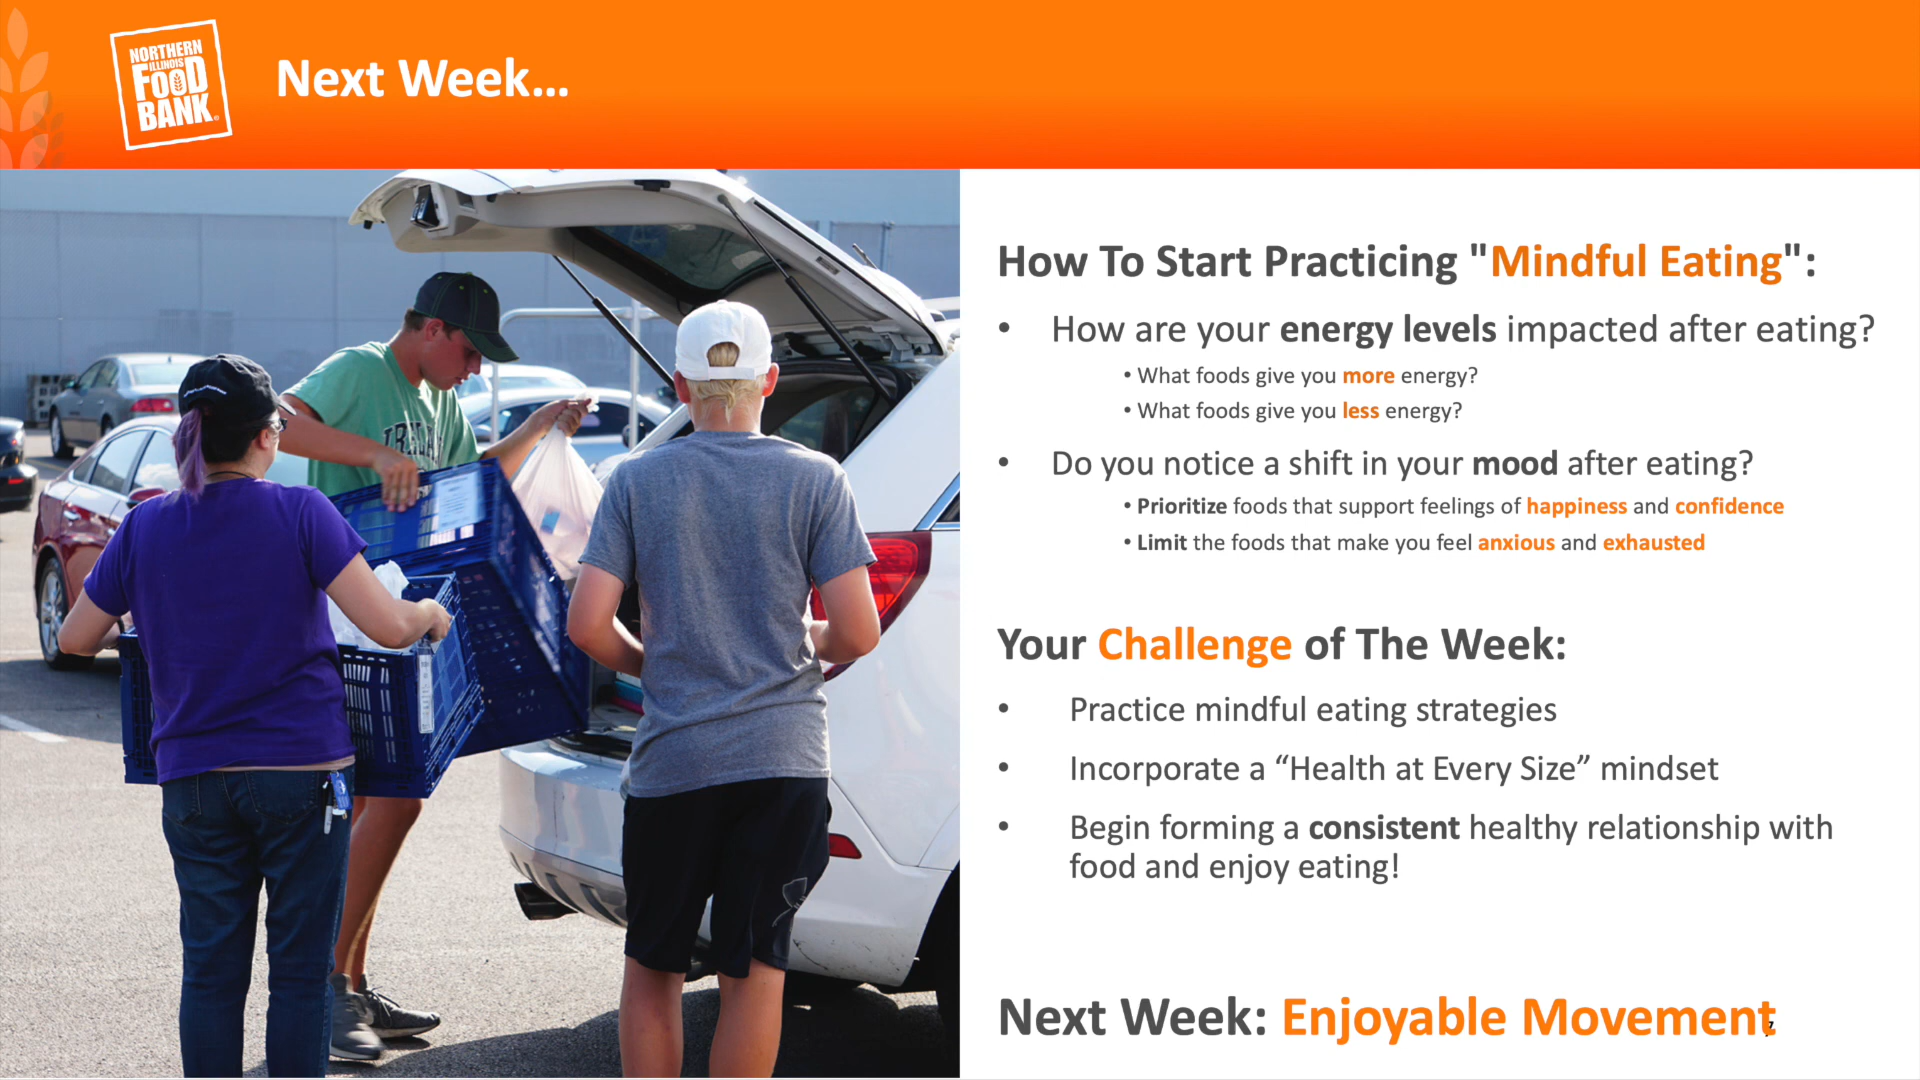 NORTHERN
ILLINOIS
FOOD
BANK
Next Week...
How To Start Practicing "Mindful Eating":
• How are your energy levels impacted after eating?
• What foods give you more energy?
• What foods give you less energy?
• Do you notice a shift in your mood after eating?
• Prioritize foods that support feelings of happiness and confidence
• Limit the foods that make you feel anxious and exhausted
Your Challenge of The Week:
• Practice mindful eating strategies
• Incorporate a “Health at Every Size” mindset
• Begin forming a consistent healthy relationship with
food and enjoy eating!
Next Week: Enjoyable Movement